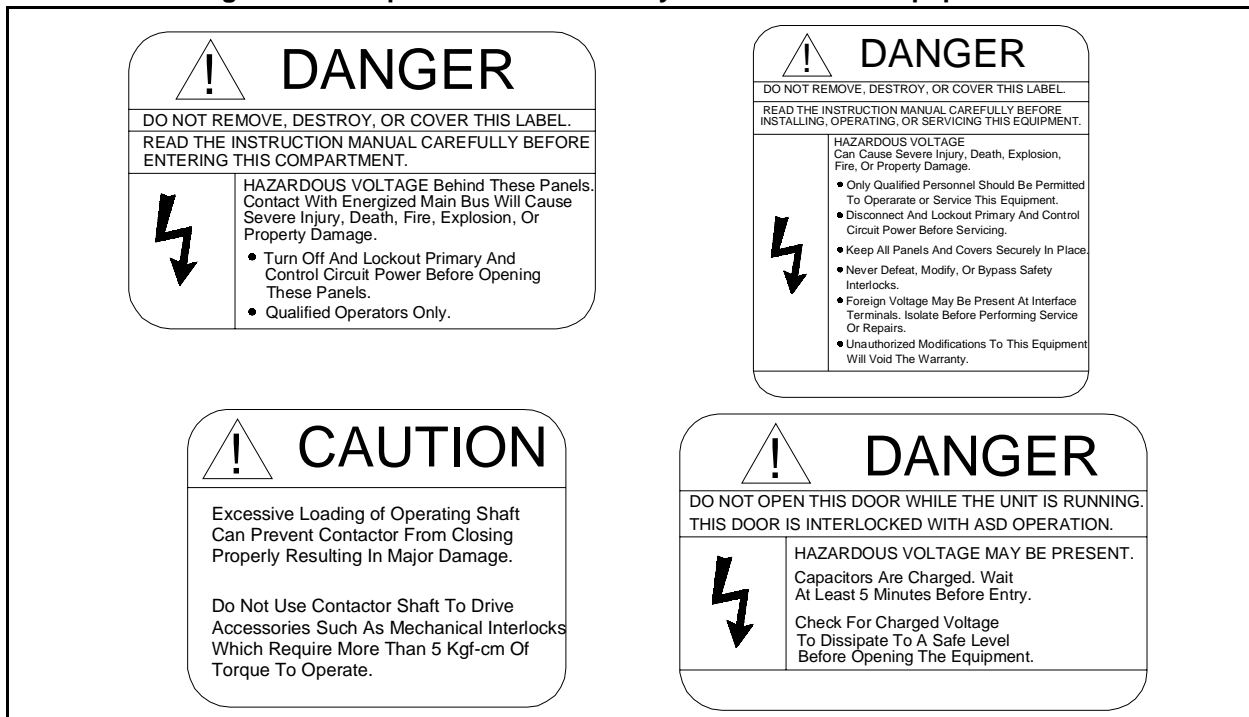 DANGER
DO NOT REMOVE, DESTROY, OR COVER THIS LABEL.
READ THE INSTRUCTION MANUAL CAREFULLY BEFORE
ENTERING THIS COMPARTMENT.
HAZARDOUS VOLTAGE Behind These Panels.
Contact With Energized Main Bus Will Cause
Severe Injury, Death, Fire, Explosion, Or
Property Damage.
• Turn Off And Lockout Primary And
Control Circuit Power Before Opening
These Panels.
• Qualified Operators Only.
DANGER
DO NOT REMOVE, DESTROY, OR COVER THIS LABEL.
READ THE INSTRUCTION MANUAL CAREFULLY BEFORE
INSTALLING, OPERATING, OR SERVICING THIS EQUIPMENT.
HAZARDOUS VOLTAGE
Can Cause Severe Injury, Death, Explosion,
Fire, Or Property Damage.
• Only Qualified Personnel Should Be Permitted
To Operarate or Service This Equipment.
• Disconnect And Lockout Primary And Control
Circuit Power Before Servicing.
• Keep All Panels And Covers Securely In Place.
• Never Defeat, Modify, Or Bypass Safety
Interlocks.
• Foreign Voltage May Be Present At Interface
Terminals. Isolate Before Performing Service
Or Repairs.
• Unauthorized Modifications To This Equipment
Will Void The Warranty.
CAUTION
Excessive Loading of Operating Shaft
Can Prevent Contactor From Closing
Properly Resulting In Major Damage.
Do Not Use Contactor Shaft To Drive
Accessories Such As Mechanical Interlocks
Which Require More Than 5 Kgf-cm Of
Torque To Operate.
DANGER
DO NOT OPEN THIS DOOR WHILE THE UNIT IS RUNNING.
THIS DOOR IS INTERLOCKED WITH ASD OPERATION.
HAZARDOUS VOLTAGE MAY BE PRESENT.
Capacitors Are Charged. Wait
At Least 5 Minutes Before Entry.
Check For Charged Voltage
To Dissipate To A Safe Level
Before Opening The Equipment.